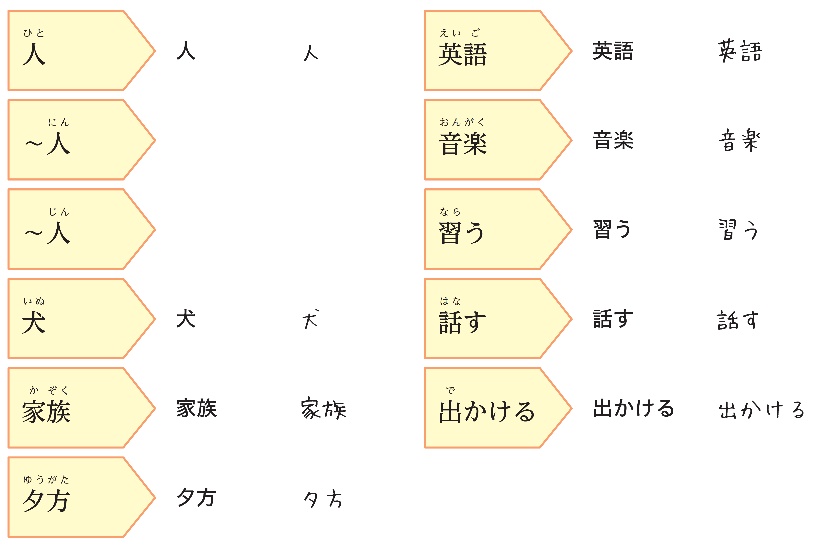 ひと
人 人 人
にん
～人
じん
～人
いぬ
犬 犬 犬
かぞく
家族 家族 家族
ゆうがた
夕方 夕方 夕方
えいご
英語 英語 英語
おんがく
音楽 音楽 音楽
なら
習う 習う 習う
はな
話す 話す 話す
で
出かける 出かける 出かける